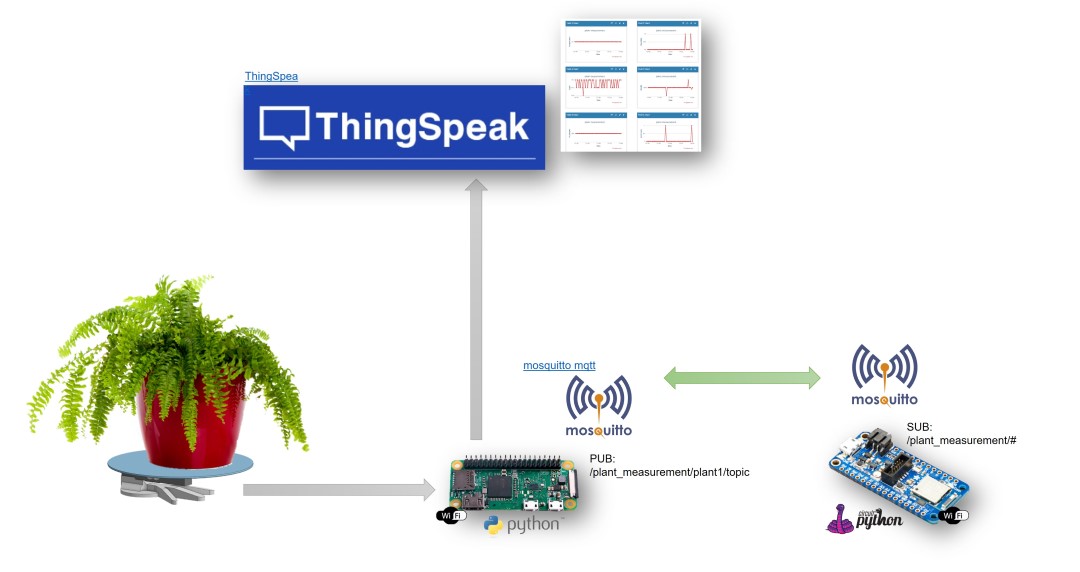 ThingSpea
ThingSpeak
mosquitto mqtt
mosquitto
mosquitto
PUB:
/plant_measurement/plant1/topic
SUB:
/plant_measurement/#
Wi Fi
python
circuit
python
Wi Fi